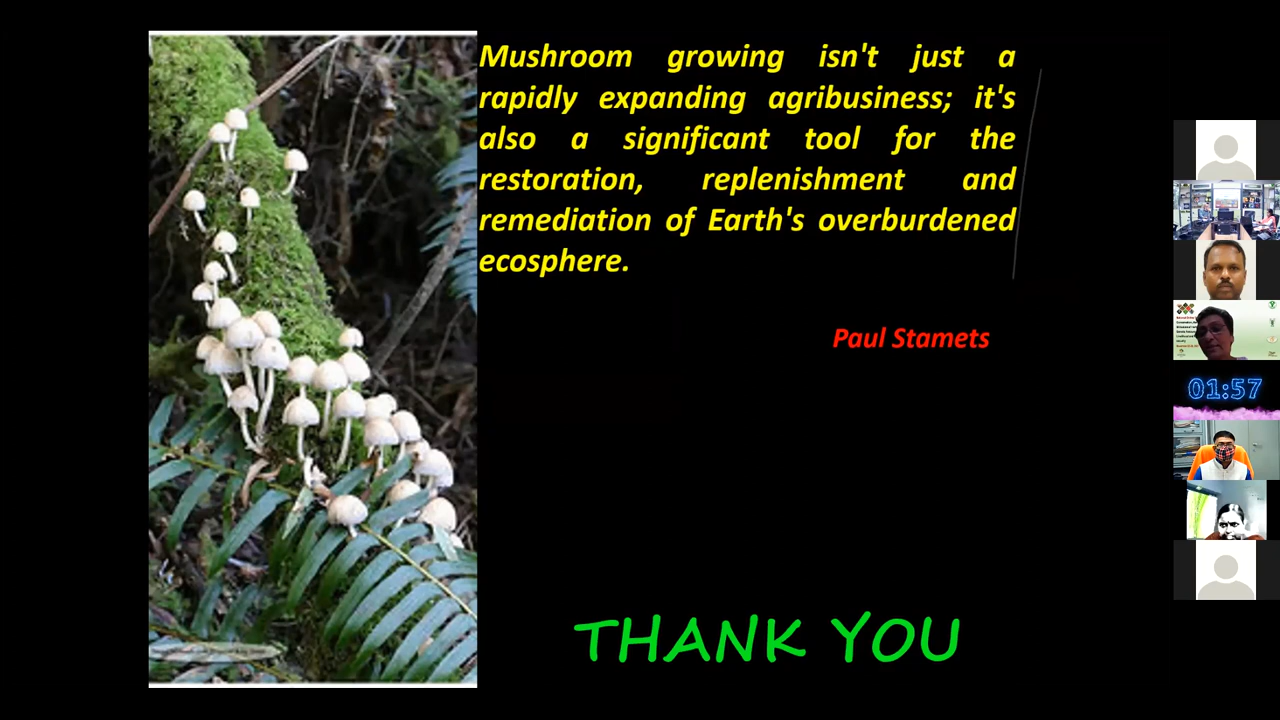 Mushroom growing isn't just a
rapidly expanding agribusiness; it's
also a significant tool for the
restoration, replenishment and
remediation of Earth's overburdened
ecosphere.
Paul Stamets
01:57
THANK YOU